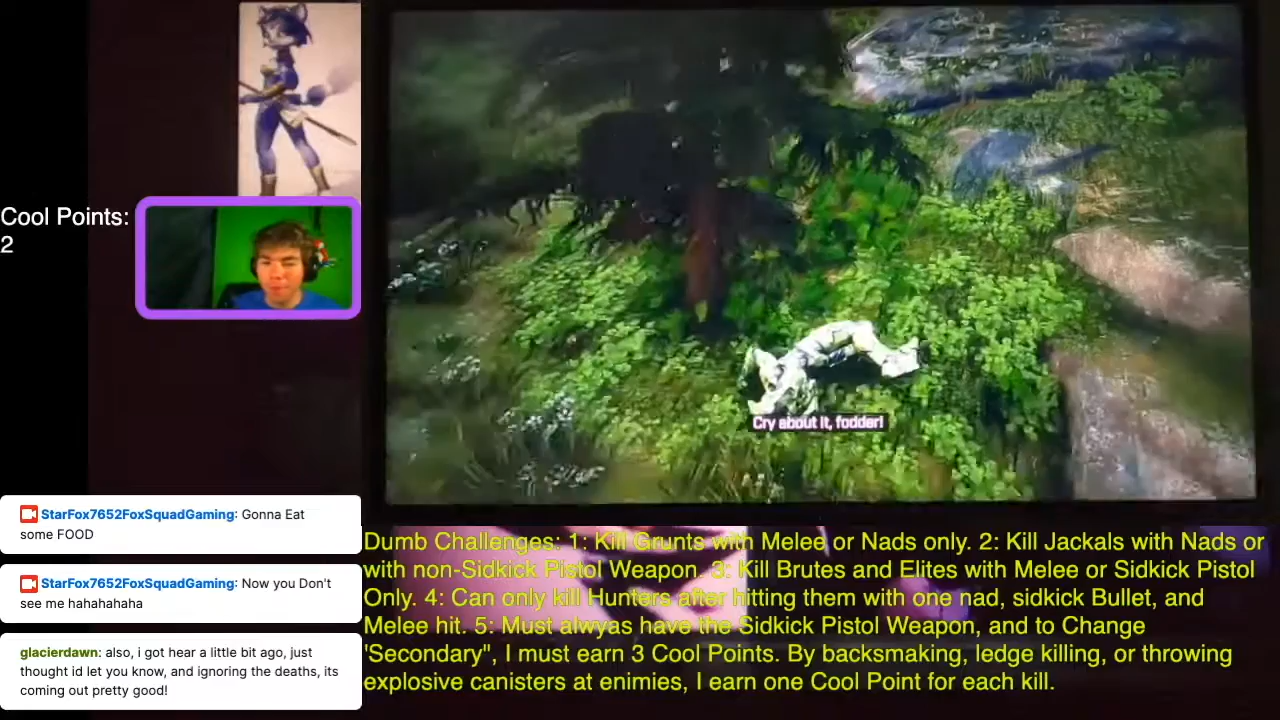 Cool Points:
2
Cry about it, fodder!
StarFox7652FoxSquadGaming: Gonna Eat
some FOOD
StarFox7652FoxSquadGaming: Now you Don't
see me hahahahaha
glacierdawn: also, i got hear a little bit ago, just
thought id let you know, and ignoring the deaths, its
coming out pretty good!
Dumb Challenges: 1: Kill Grunts with Melee or Nads only. 2: Kill Jackals with Nads or
with non-Sidkick Pistol Weapon. 3: Kill Brutes and Elites with Melee or Sidkick Pistol
Only. 4: Can only kill Hunters after hitting them with one nad, sidkick Bullet, and
Melee hit. 5: Must alwyas have the Sidkick Pistol Weapon, and to Change
'Secondary", I must earn 3 Cool Points. By backsmaking, ledge killing, or throwing
explosive canisters at enimies, I earn one Cool Point for each kill.